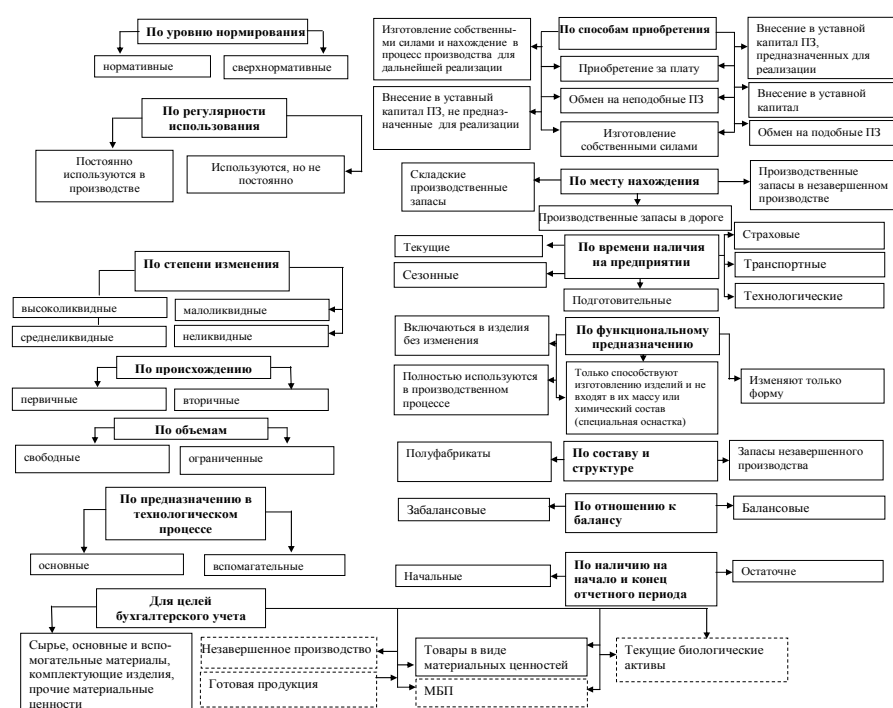 По уровню нормирования
нормативные
сверхнормативные
По регулярности
использования
Постоянно
используются в
производстве
Используются, но не
постоянно
По степени изменения
высоколиквидные
малоликвидные
среднеликвидные
неликвидные
По происхождению
первичные
вторичные
По объемам
свободные
ограниченные
По предназначению в
технологическом
процессе
основные
вспомагательные
Изготовление собственны-
ми силами и нахождение в
процесс производства для
дальнейшей реализации
По способам приобретения
Внесение в уставной
капитал ПЗ,
предназначенных для
реализации
Приобретение за плату
Внесение в уставный
капитал ПЗ, не предназ-
наченные для реализации
Обмен на неподобные ПЗ
Внесение в уставной
капитал
Изготовление
собственными силами
Обмен на подобные ПЗ
Складские
производственные
запасы
По месту нахождения
Производственные
запасы в незавершенном
производстве
Производственные запасы в дороге
Текущие
По времени наличия
на предприятии
Страховые
Сезонные
Транспортные
Подготовительные
Технологические
Включаються в изделия
без изменения
По функциональному
предназначению
Полностью используются
в производственном
процессе
Только способствуют
изготовлению изделий и не
входят в их массу или
химический состав
(специальная оснастка)
Изменяют только
форму
Полуфабрикаты
По составу и
структуре
Запасы незавершенного
производства
Забалансовые
По отношению к
балансу
Балансовые
Начальные
По наличию на
начало и конец
отчетного периода
Остаточне
Для целей
бухгалтерского учета
Сырье, основные и вспо-
могательные материалы,
комплектующие изделия,
прочие материальные
ценности
Незавершенное производство
Готовая продукция
Товары в виде
материальных ценностей
МБП
Текущие биологические
активы